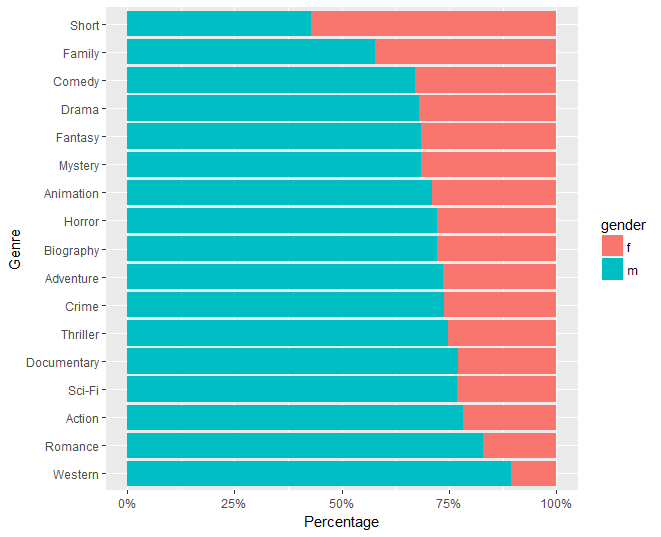 Short
Family
Comedy
Drama
Fantasy
Mystery
Animation
Horror
Biography
Adventure
Crime
Thriller
Documentary
Sci-Fi
Action
Romance
Western
Genre
0% 25% 50% 75% 100%
Percentage
gender
f
m